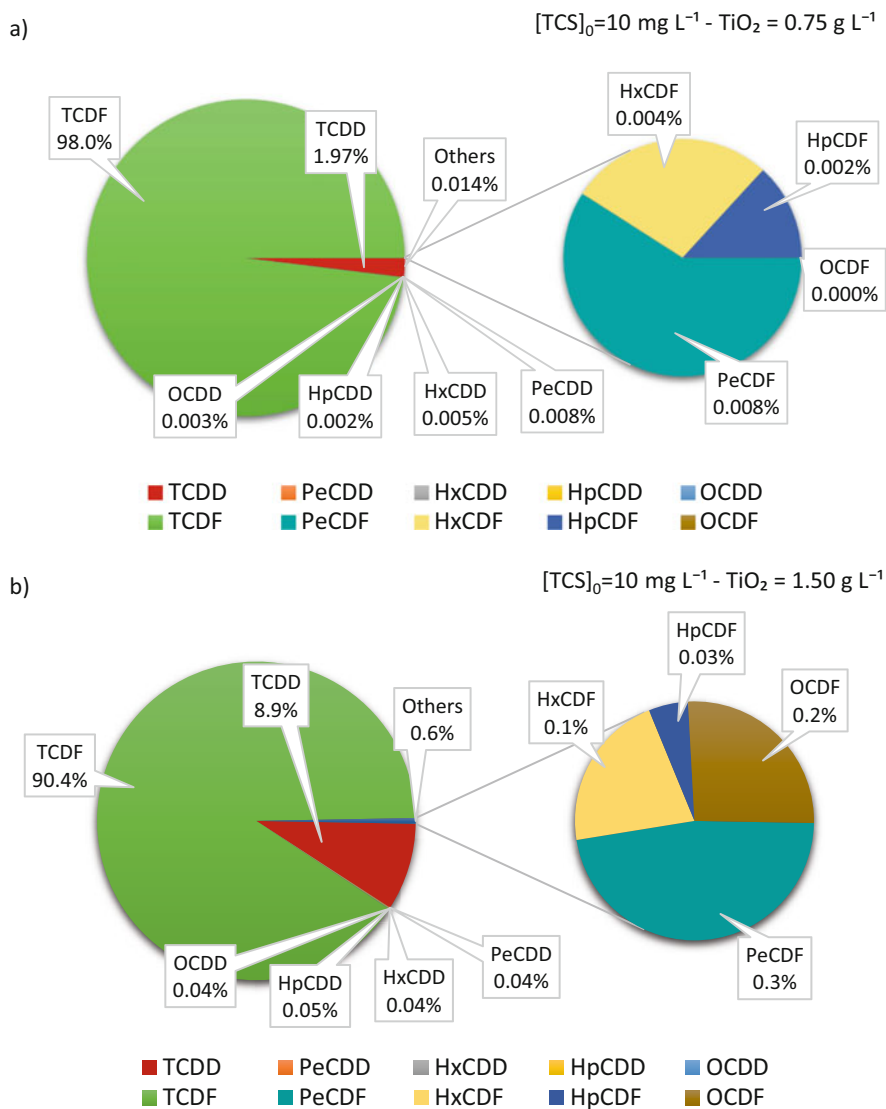 a)
[TCS]₀=10 mg L⁻¹ - TiO₂ = 0.75 g L⁻¹
TCDF
98.0%
TCDD
1.97%
Others
0.014%
HxCDF
0.004%
HpCDF
0.002%
OCDF
0.000%
PeCDF
0.008%
OCDD
0.003%
HpCDD
0.002%
HxCDD
0.005%
PeCDD
0.008%
TCDD PeCDD HxCDD HpCDD OCDD
TCDF PeCDF HxCDF HpCDF OCDF
b)
[TCS]₀=10 mg L⁻¹ - TiO₂ = 1.50 g L⁻¹
TCDF
90.4%
TCDD
8.9%
Others
0.6%
HxCDF
0.1%
HpCDF
0.03%
OCDF
0.2%
PeCDF
0.3%
OCDD
0.04%
HpCDD
0.05%
HxCDD
0.04%
PeCDD
0.04%
TCDD PeCDD HxCDD HpCDD OCDD
TCDF PeCDF HxCDF HpCDF OCDF